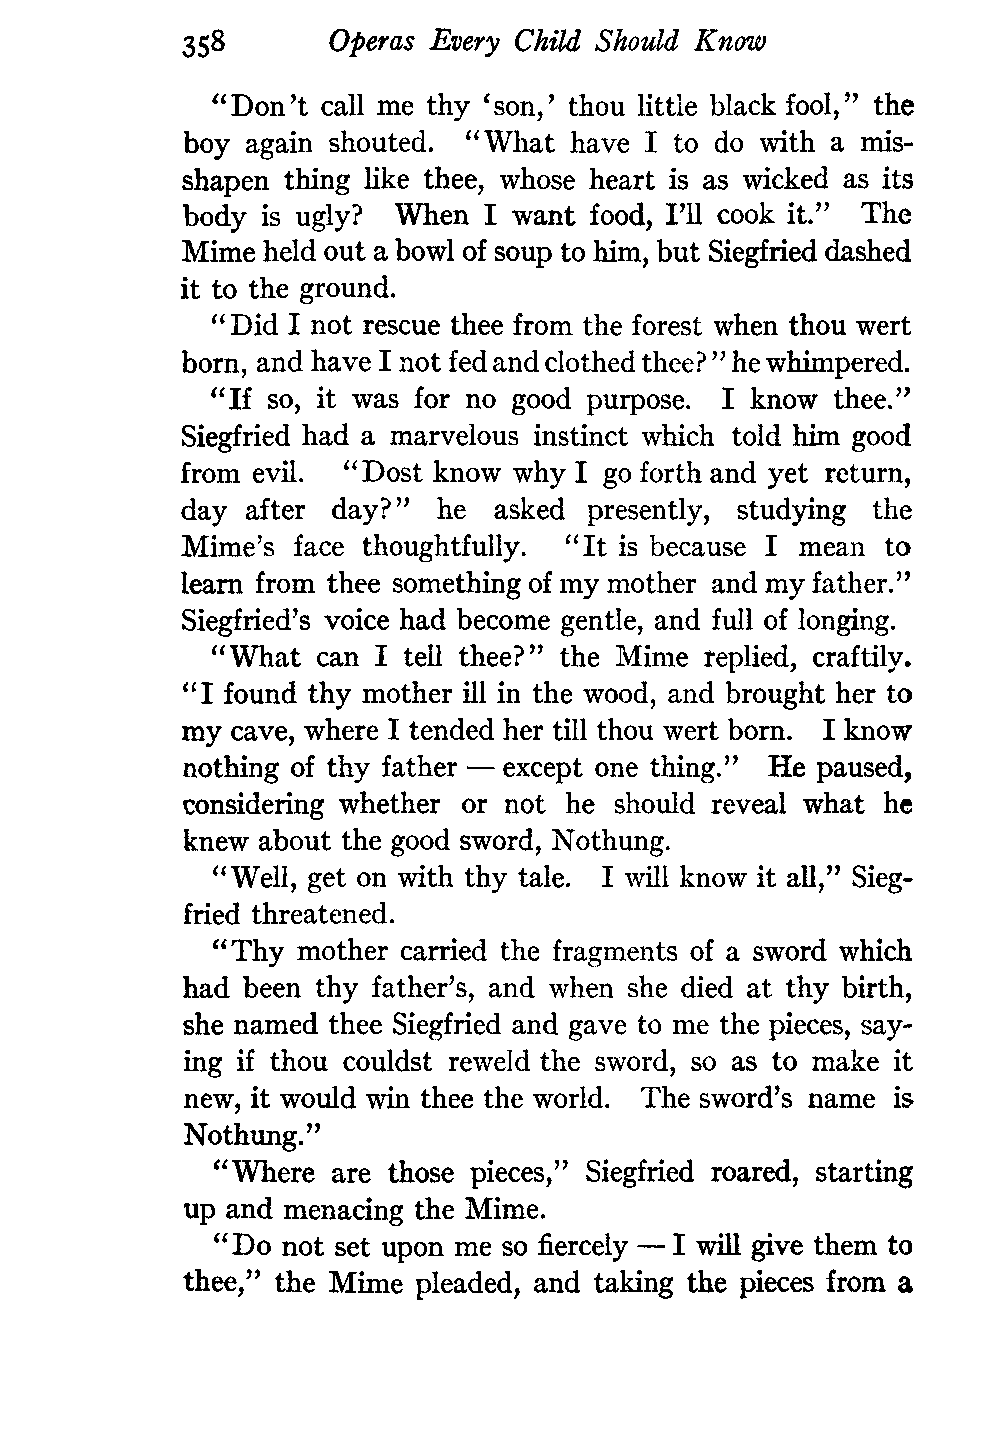 358 Operas Every Child Should Know
"Don't call me thy 'son,' thou little black fool," the
boy again shouted. "What have I to do with a mis-
shapen thing like thee, whose heart is as wicked as its
body is ugly? When I want food, I'll cook it." The
Mime held out a bowl of soup to him, but Siegfried dashed
it to the ground.
"Did I not rescue thee from the forest when thou wert
born, and have I not fed and clothed thee?" he whimpered.
"If so, it was for no good purpose. I know thee."
Siegfried had a marvelous instinct which told him good
from evil. "Dost know why I go forth and yet return,
day after day?" he asked presently, studying the
Mime's face thoughtfully. "It is because I mean to
learn from thee something of my mother and my father."
Siegfried's voice had become gentle, and full of longing.
"What can I tell thee?" the Mime replied, craftily.
"I found thy mother ill in the wood, and brought her to
my cave, where I tended her till thou wert born. I know
nothing of thy father — except one thing." He paused,
considering whether or not he should reveal what he
knew about the good sword, Nothung.
"Well, get on with thy tale. I will know it all," Sieg-
fried threatened.
"Thy mother carried the fragments of a sword which
had been thy father's, and when she died at thy birth,
she named thee Siegfried and gave to me the pieces, say-
ing if thou couldst reweld the sword, so as to make it
new, it would win thee the world. The sword's name is
Nothung."
"Where are those pieces," Siegfried roared, starting
up and menacing the Mime.
"Do not set upon me so fiercely — I will give them to
thee," the Mime pleaded, and taking the pieces from a